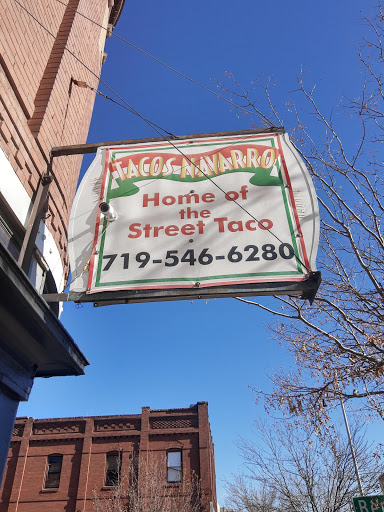 TACOS NAVARRO
Home of
the
Street Taco
719-546-6280